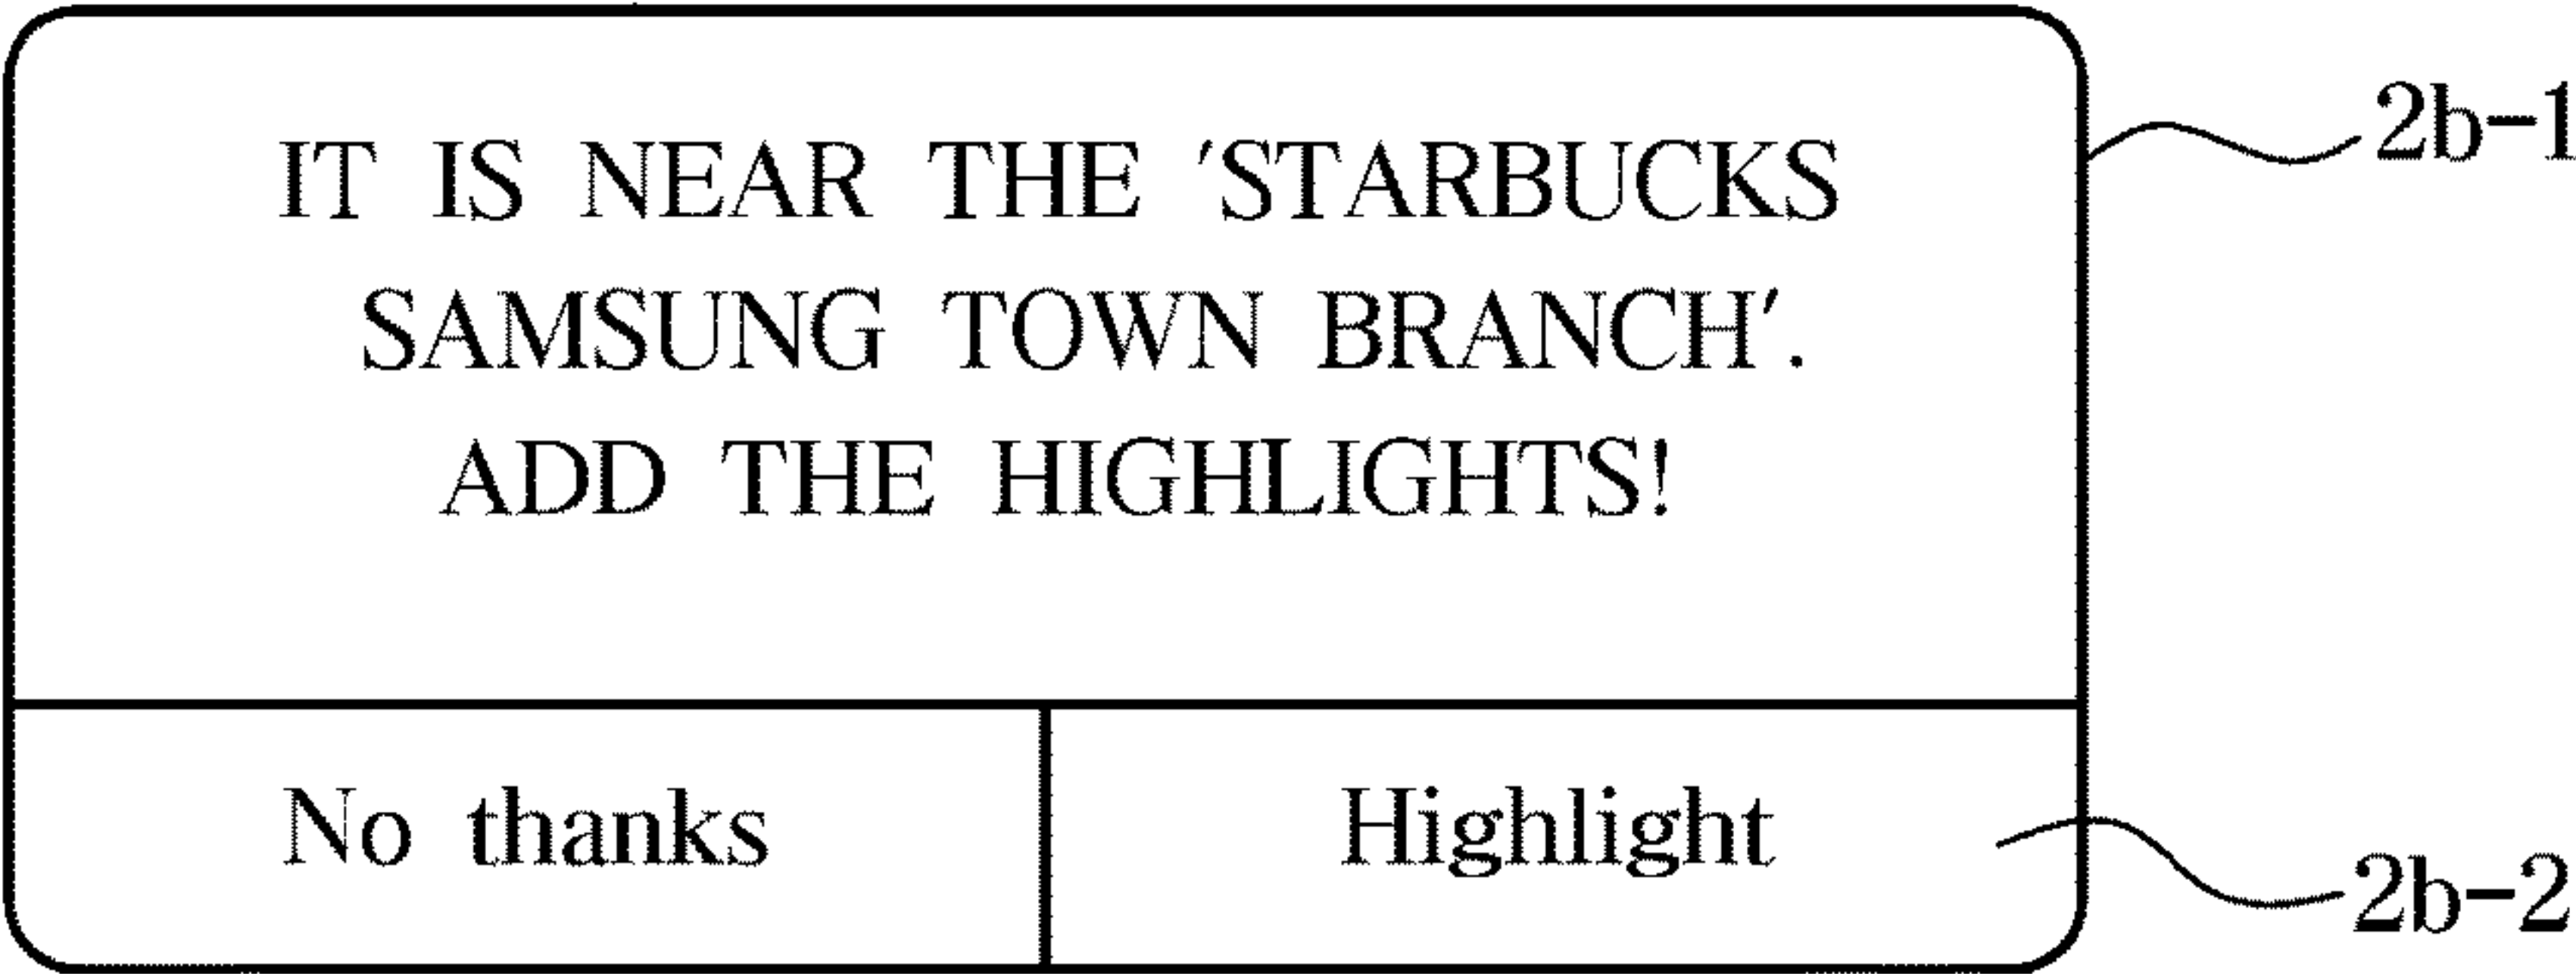 IT IS NEAR THE 'STARBUCKS
SAMSUNG TOWN BRANCH'.
ADD THE HIGHLIGHTS!
No thanks
Highlight
2b-1
2b-2